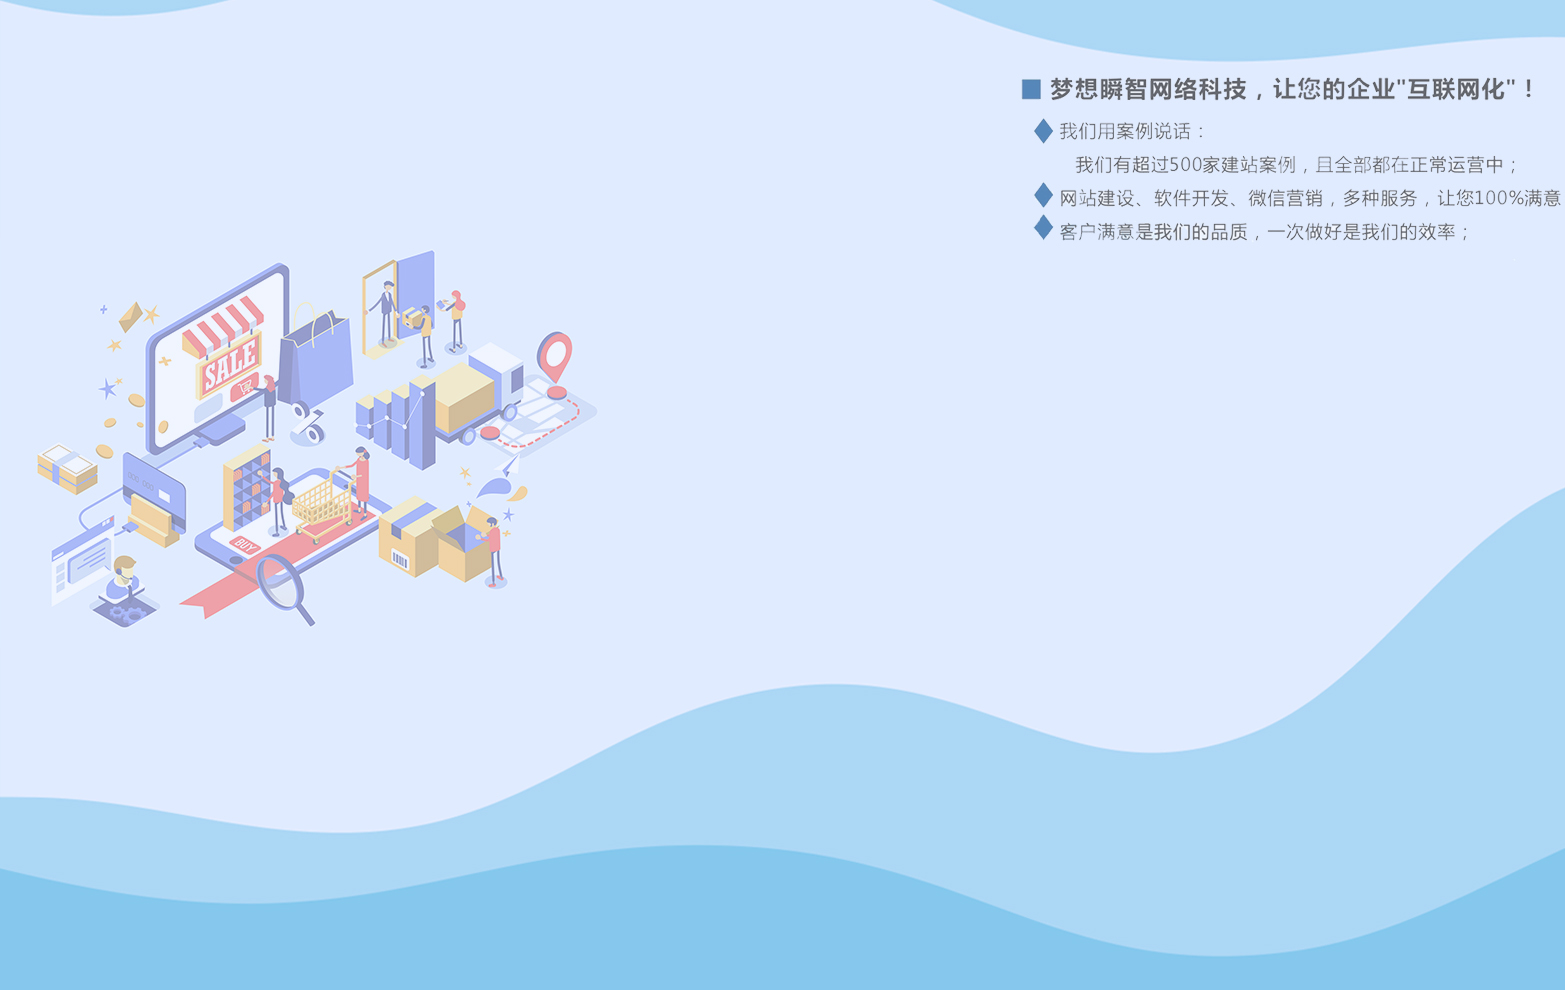 梦想瞬智网络科技，让您的企业"互联网化"！
我们用案例说话：
我们有超过500家建站案例，且全部都在正常运营中；
网站建设、软件开发、微信营销，多种服务，让您100%满意
客户满意是我们的品质，一次做好是我们的效率；
SALE
BUY